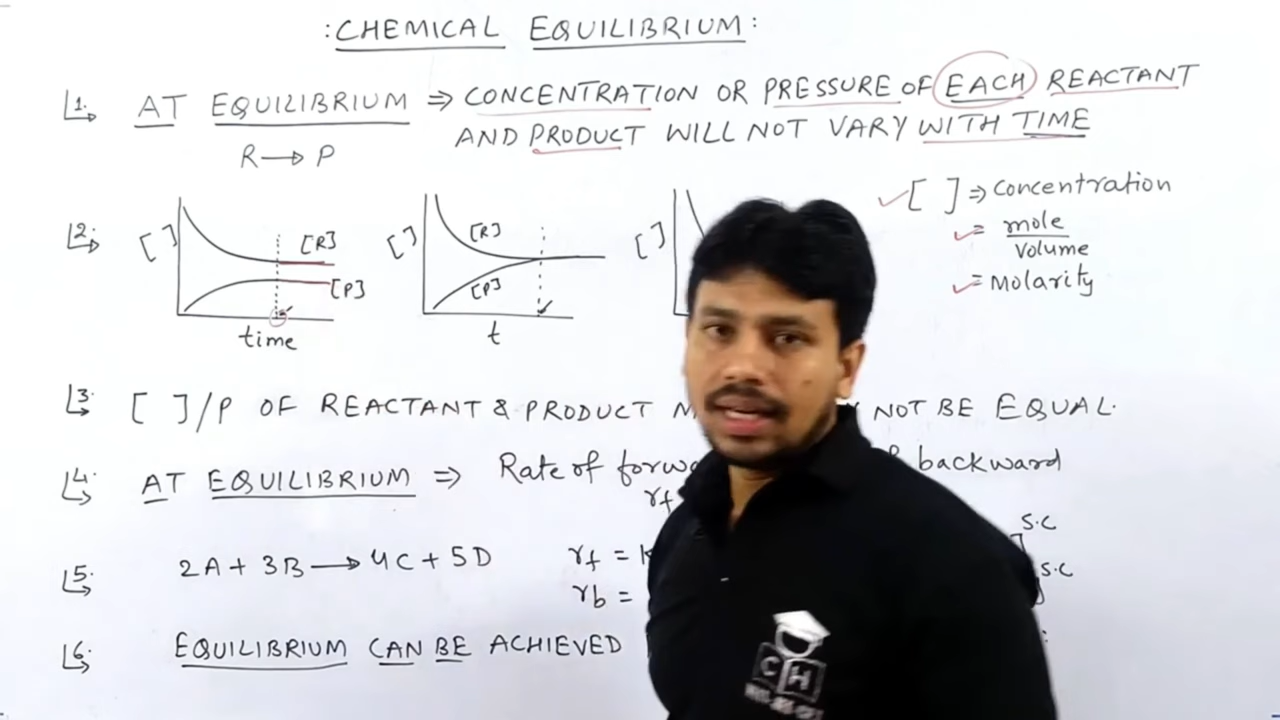 : CHEMICAL EQUILIBRIUM :
1. AT EQUILIBRIUM ⇒ CONCENTRATION OR PRESSURE OF EACH REACTANT
AND PRODUCT WILL NOT VARY WITH TIME
R → P
2. [ ] [R] [P] time
[ ] [R] [P] t
[ ]
[ ] ⇒ Concentration
= mole / volume
= Molarity
3. [ ]/P OF REACTANT & PRODUCT NOT BE EQUAL.
4. AT EQUILIBRIUM ⇒ Rate of backward
rf
5. 2A + 3B → 4C + 5D
rf = K
rb =
S.C
S.C
6. EQUILIBRIUM CAN BE ACHIEVED
C H